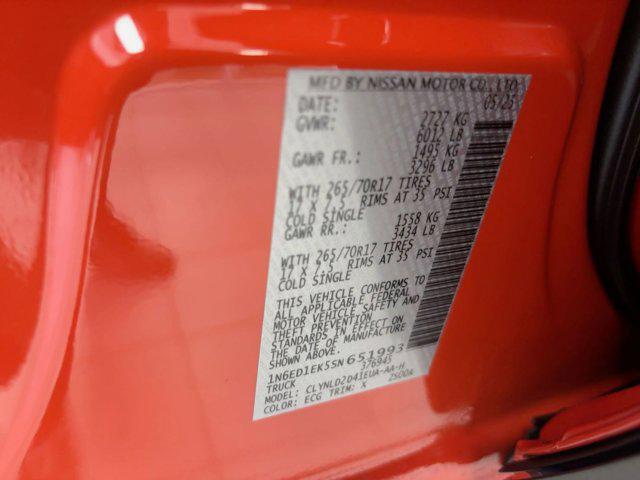 MFD BY NISSAN MOTOR CO., LTD
DATE: 05/25
GVWR: 2727 KG
6012 LB
GAWR FR.: 1495 KG
3296 LB
WITH 265/70R17 TIRES
17 X 7.5 RIMS AT 35 PSI
COLD SINGLE
GAWR RR.: 1558 KG
3434 LB
WITH 265/70R17 TIRES
17 X 7.5 RIMS AT 35 PSI
COLD SINGLE
THIS VEHICLE CONFORMS TO
ALL APPLICABLE FEDERAL
MOTOR VEHICLE SAFETY AND
THEFT PREVENTION
STANDARDS IN EFFECT ON
THE DATE OF MANUFACTURE
SHOWN ABOVE.
1N6ED1EK5SN651993
TRUCK 376945
MODEL: CLYNLD2D41EUA-AA-H
COLOR: ECG TRIM: X 2500A